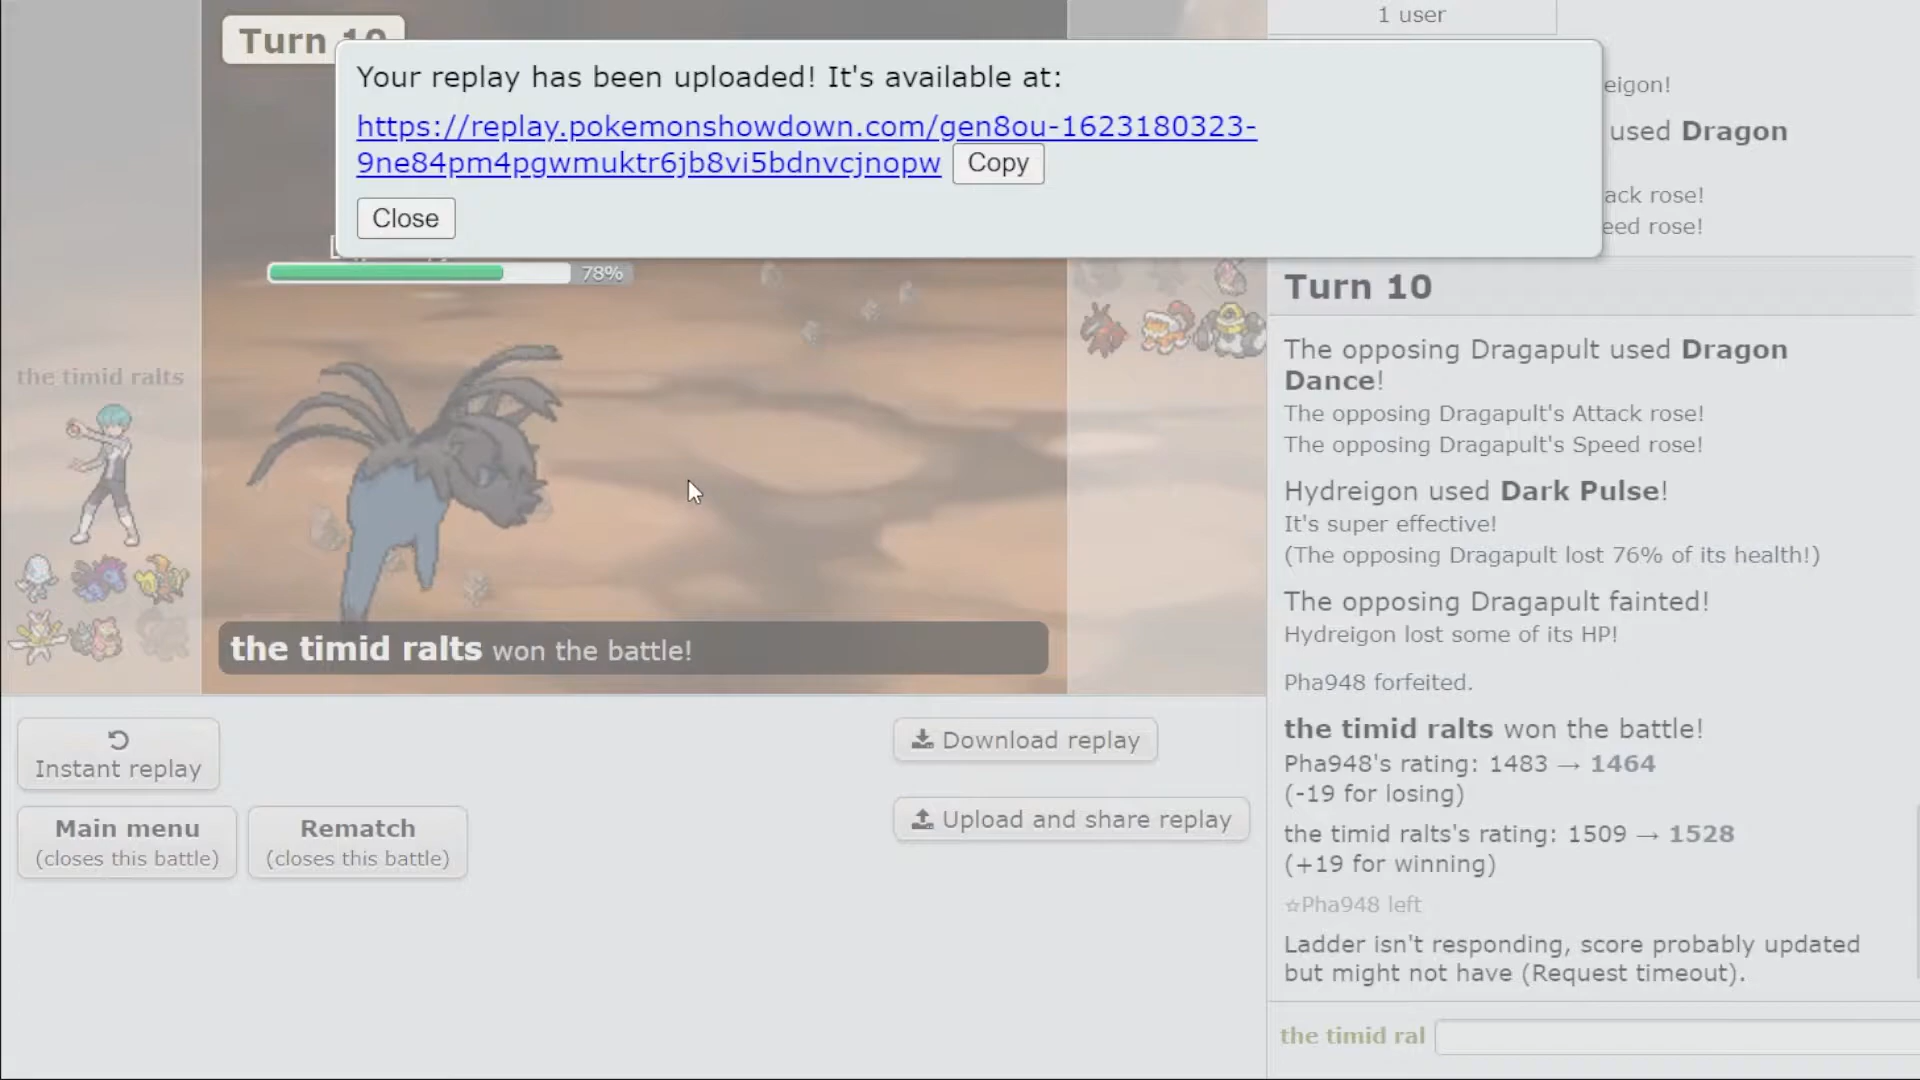 1 user
Turn 10
Your replay has been uploaded! It's available at:
https://replay.pokemonshowdown.com/gen8ou-1623180323-
9ne84pm4pgwmuktr6jb8vi5bdnvcjnopw Copy
Close
78%
the timid ralts
the timid ralts won the battle!
Instant replay
Main menu
(closes this battle)
Rematch
(closes this battle)
Download replay
Upload and share replay
eigon!
used Dragon
ack rose!
eed rose!
Turn 10
The opposing Dragapult used Dragon
Dance!
The opposing Dragapult's Attack rose!
The opposing Dragapult's Speed rose!
Hydreigon used Dark Pulse!
It's super effective!
(The opposing Dragapult lost 76% of its health!)
The opposing Dragapult fainted!
Hydreigon lost some of its HP!
Pha948 forfeited.
the timid ralts won the battle!
Pha948's rating: 1483 → 1464
(-19 for losing)
the timid ralts's rating: 1509 → 1528
(+19 for winning)
☆Pha948 left
Ladder isn't responding, score probably updated
but might not have (Request timeout).
the timid ral